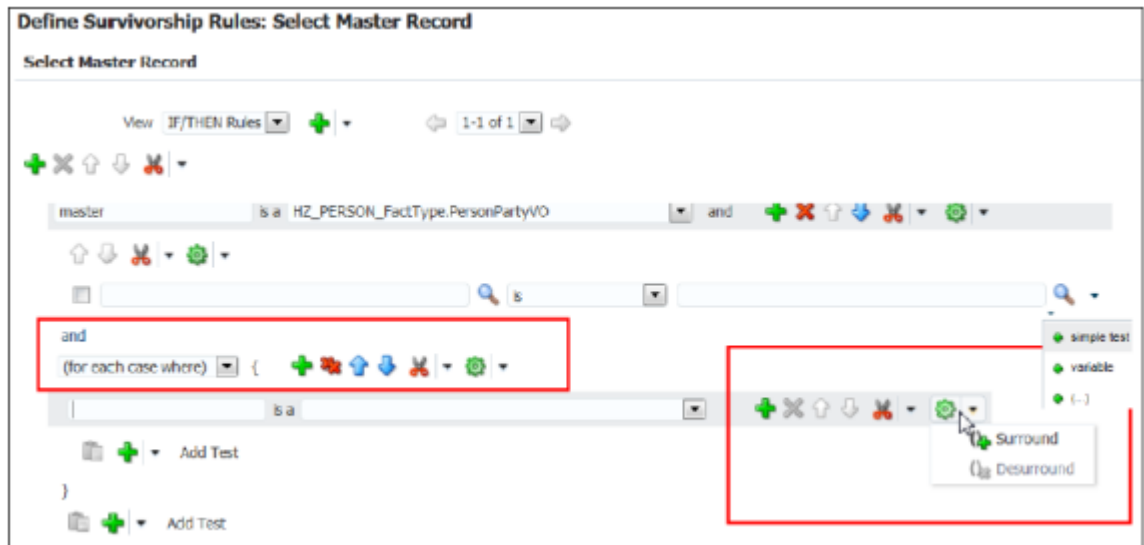 Define Survivorship Rules: Select Master Record
Select Master Record
View IF/THEN Rules 1-1 of 1
master is a HZ_PERSON_FactType.PersonPartyVO and
is
and
(for each case where) {
simple test
variable
(...)
is a
Surround
Desurround
Add Test
}
Add Test